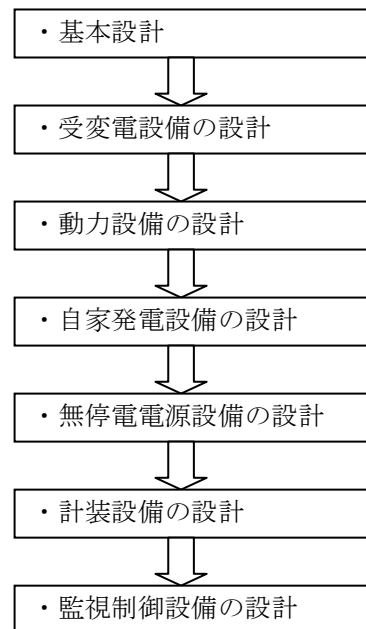 ・基本設計
・受変電設備の設計
・動力設備の設計
・自家発電設備の設計
・無停電電源設備の設計
・計装設備の設計
・監視制御設備の設計